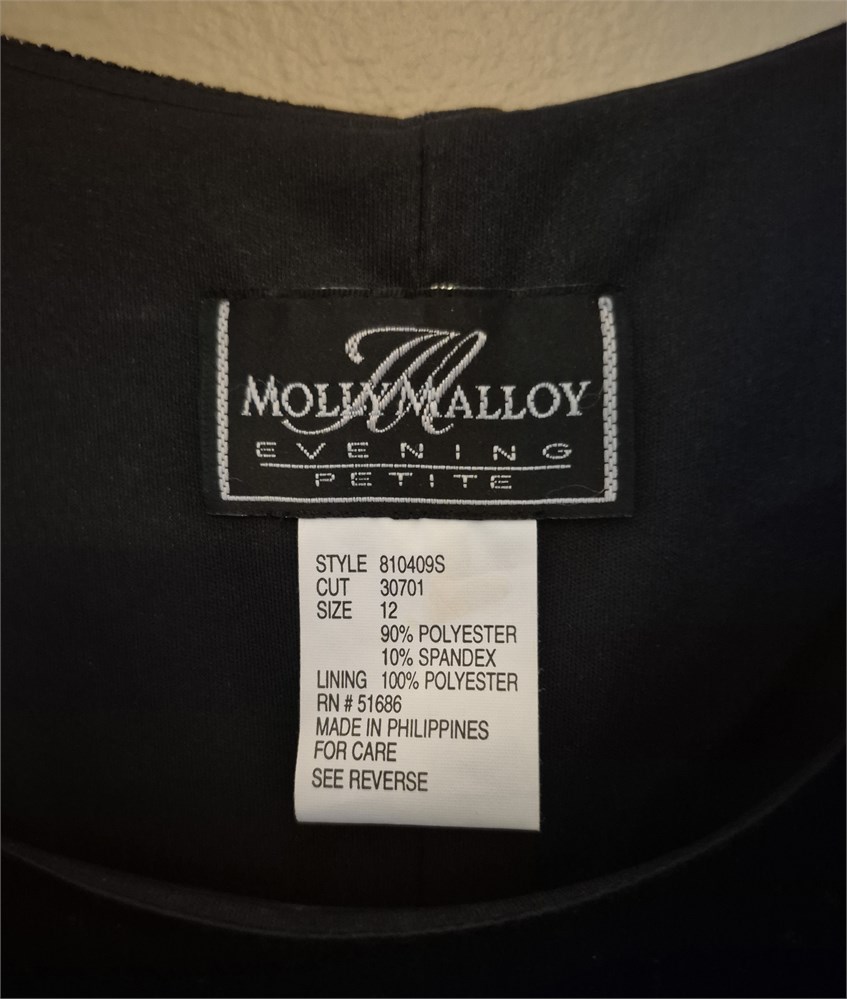 MOLLY MALLOY
EVENING
PETITE
STYLE 810409S
CUT 30701
SIZE 12
90% POLYESTER
10% SPANDEX
LINING 100% POLYESTER
RN # 51686
MADE IN PHILIPPINES
FOR CARE
SEE REVERSE